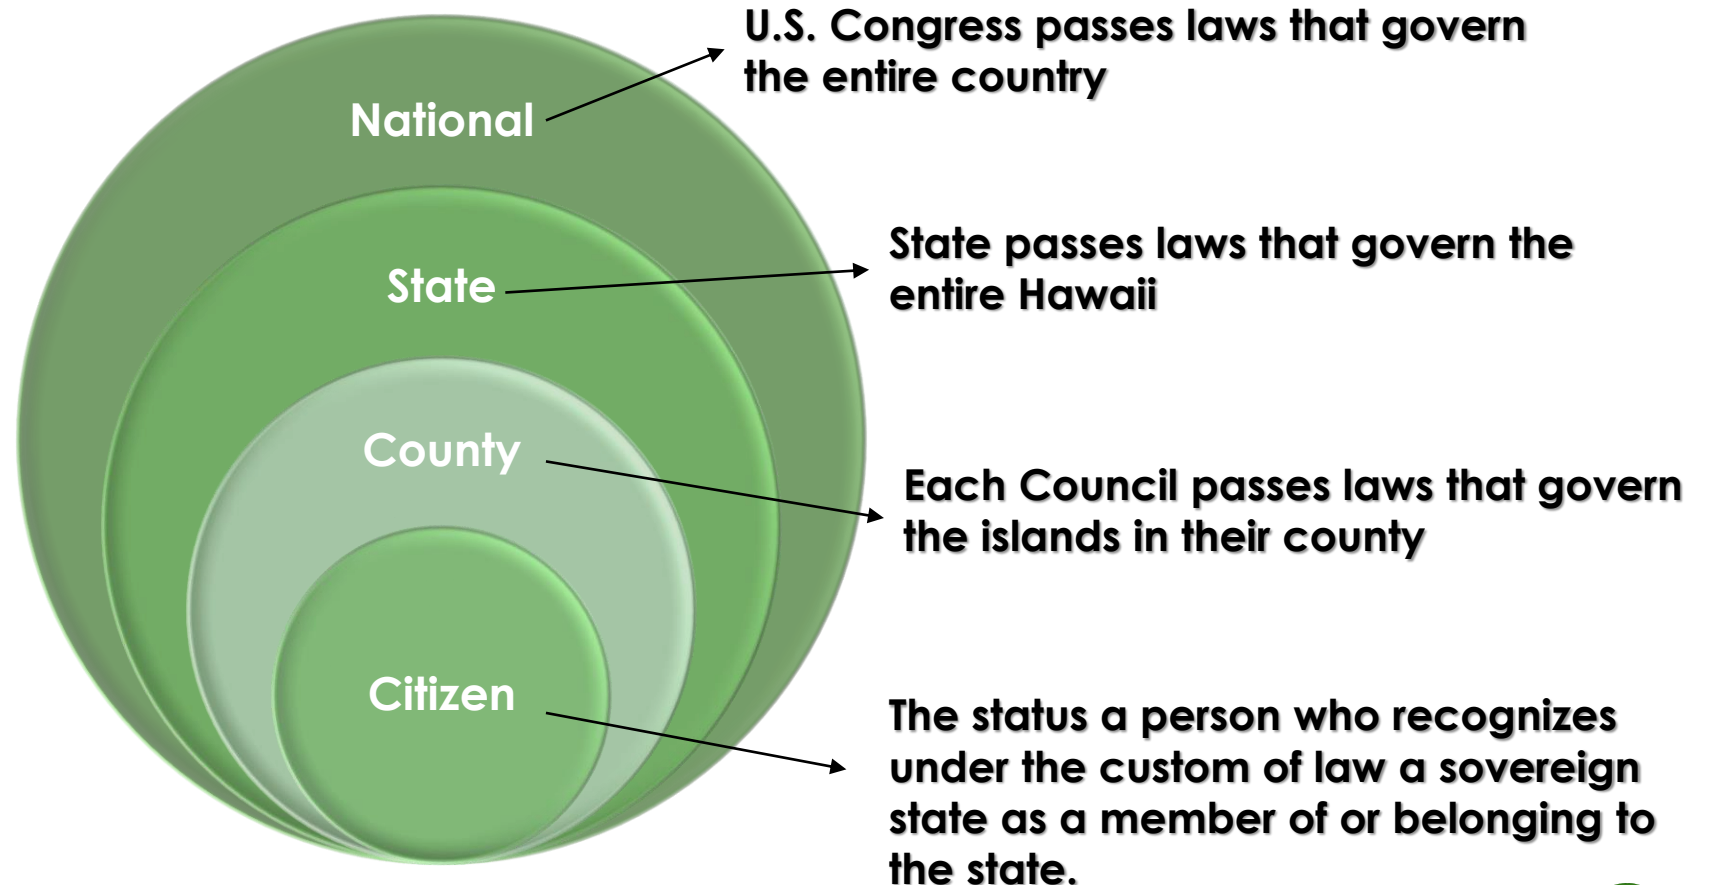 National
U.S. Congress passes laws that govern
the entire country
State
State passes laws that govern the
entire Hawaii
County
Each Council passes laws that govern
the islands in their county
Citizen
The status a person who recognizes
under the custom of law a sovereign
state as a member of or belonging to
the state.